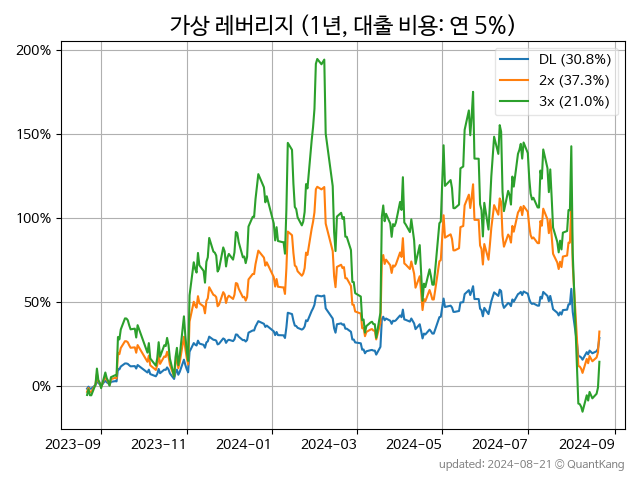 가상 레버리지 (1년, 대출 비용: 연 5%)
200%
150%
100%
50%
0%
DL (30.8%)
2x (37.3%)
3x (21.0%)
2023-09 2023-11 2024-01 2024-03 2024-05 2024-07 2024-09
updated: 2024-08-21 © QuantKang